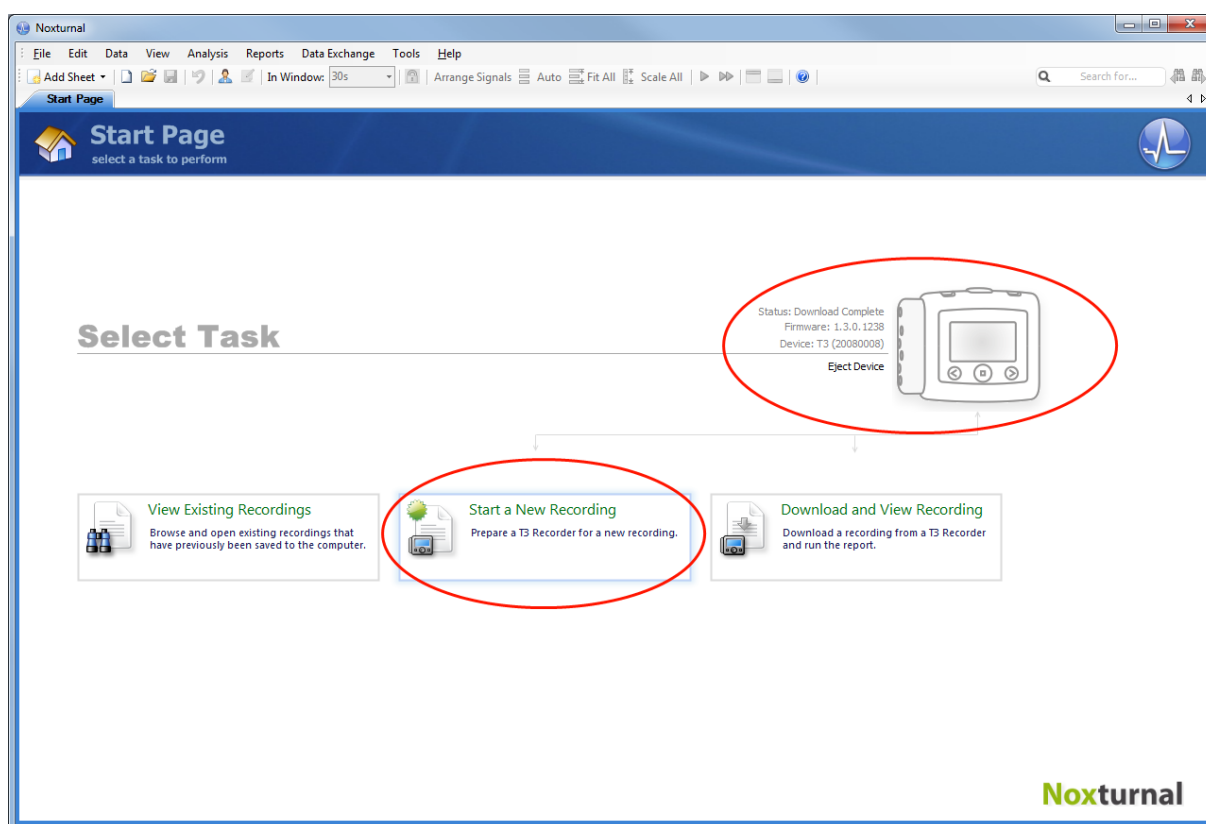 Noxturnal
File Edit Data View Analysis Reports Data Exchange Tools Help
Add Sheet In Window: 30s Arrange Signals Auto Fit All Scale All Search for...
Start Page
Start Page
select a task to perform
Status: Download Complete
Firmware: 1.3.0.1238
Select Task
Device: T3 (20080008)
Eject Device
View Existing Recordings
Browse and open existing recordings that
have previously been saved to the computer.
Start a New Recording
Prepare a T3 Recorder for a new recording.
Download and View Recording
Download a recording from a T3 Recorder
and run the report.
Noxturnal